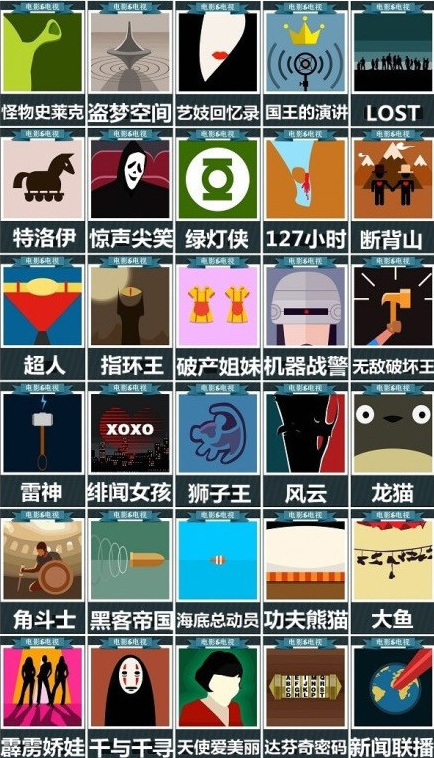 电影&电视 电影&电视 电影&电视 电影&电视 电影&电视
怪物史莱克 盗梦空间 艺妓回忆录 国王的演讲 LOST
电影&电视 电影&电视 电影&电视 电影&电视 电影&电视
特洛伊 惊声尖笑 绿灯侠 127小时 断背山
电影&电视 电影&电视 电影&电视 电影&电视 电影&电视
超人 指环王 破产姐妹 机器战警 无敌破坏王
电影&电视 电影&电视 电影&电视 电影&电视 电影&电视
XOXO
雷神 绯闻女孩 狮子王 风云 龙猫
电影&电视 电影&电视 电影&电视 电影&电视 电影&电视
角斗士 黑客帝国 海底总动员 功夫熊猫 大鱼
电影&电视 电影&电视 电影&电视 电影&电视 电影&电视
霹雳娇娃 千与千寻 天使爱美丽 达芬奇密码 新闻联播